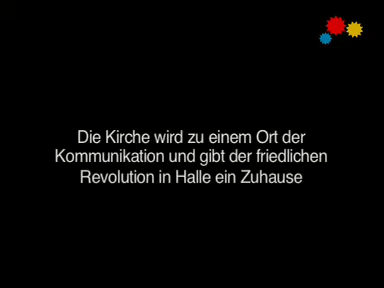 Die Kirche wird zu einem Ort der
Kommunikation und gibt der friedlichen
Revolution in Halle ein Zuhause